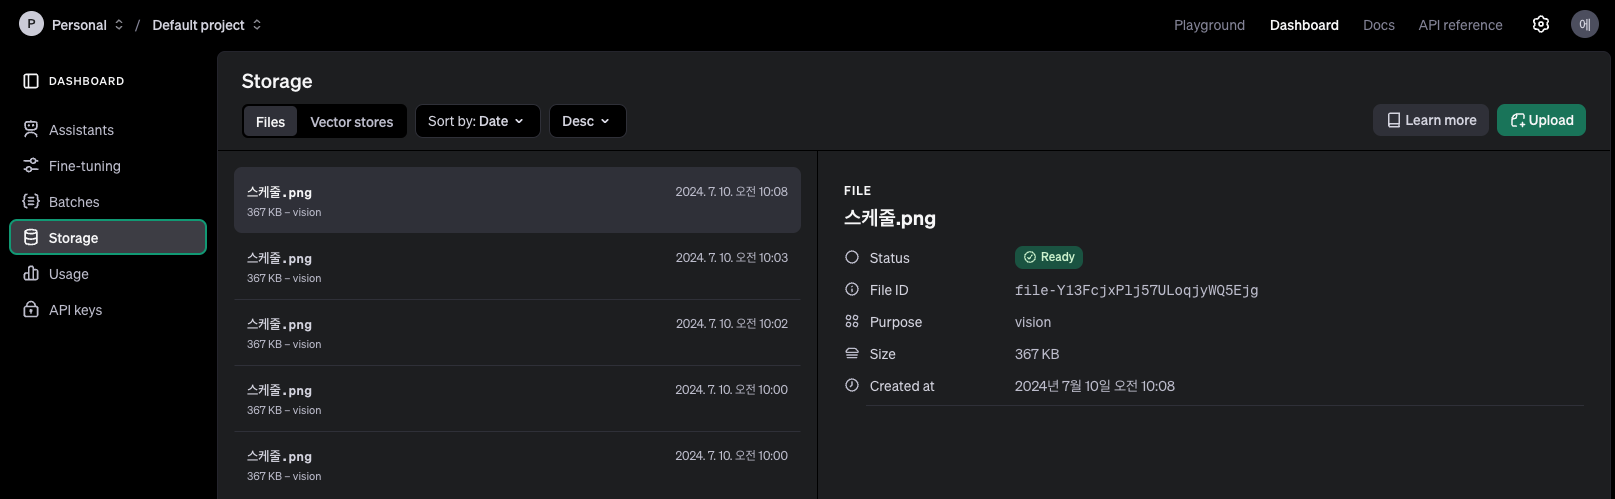 P Personal / Default project
Playground Dashboard Docs API reference 에
DASHBOARD
Assistants
Fine-tuning
Batches
Storage
Usage
API keys
Storage
Files Vector stores Sort by: Date Desc
Learn more Upload
스케줄.png 2024. 7. 10. 오전 10:08
367 KB – vision
스케줄.png 2024. 7. 10. 오전 10:03
367 KB – vision
스케줄.png 2024. 7. 10. 오전 10:02
367 KB – vision
스케줄.png 2024. 7. 10. 오전 10:00
367 KB – vision
스케줄.png 2024. 7. 10. 오전 10:00
367 KB – vision
FILE
스케줄.png
Status Ready
File ID file-Y13FcjxPlj57ULoqjyWQ5Ejg
Purpose vision
Size 367 KB
Created at 2024년 7월 10일 오전 10:08